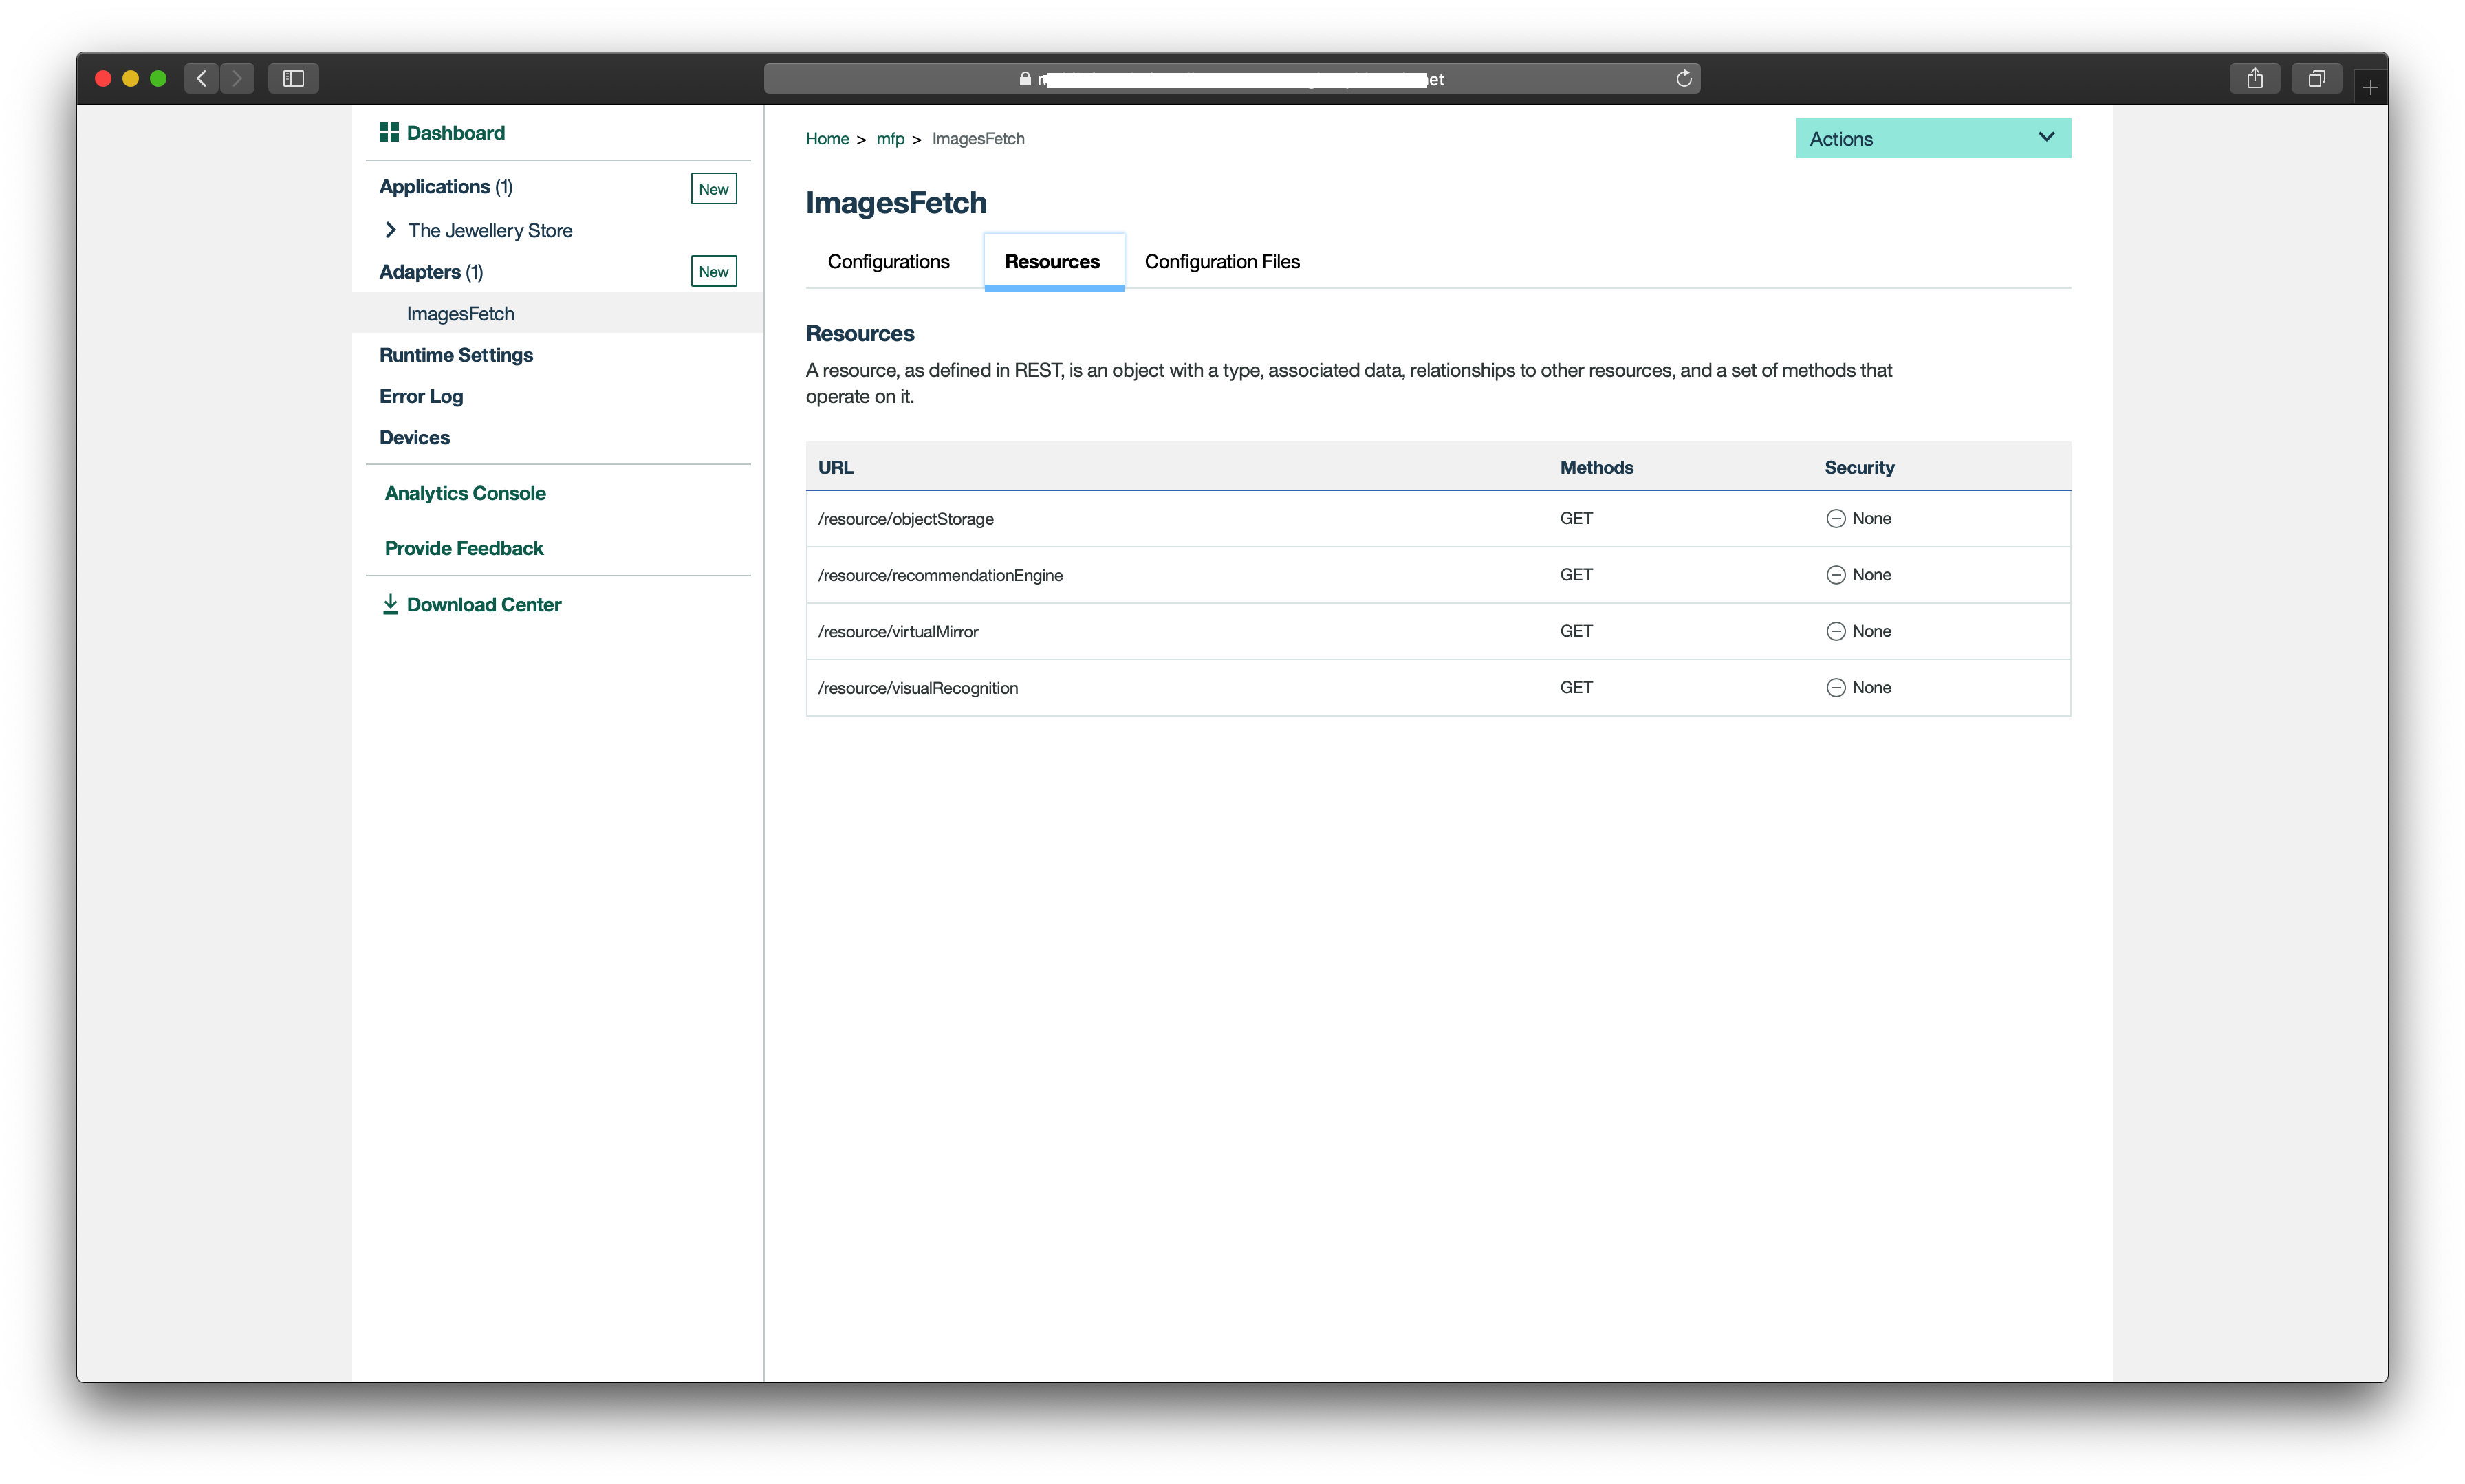 et
Dashboard
Applications (1)
New
The Jewellery Store
Adapters (1)
New
ImagesFetch
Runtime Settings
Error Log
Devices
Analytics Console
Provide Feedback
Download Center
Home > mfp > ImagesFetch
Actions
ImagesFetch
Configurations Resources Configuration Files
Resources
A resource, as defined in REST, is an object with a type, associated data, relationships to other resources, and a set of methods that
operate on it.
URL Methods Security
/resource/objectStorage GET None
/resource/recommendationEngine GET None
/resource/virtualMirror GET None
/resource/visualRecognition GET None